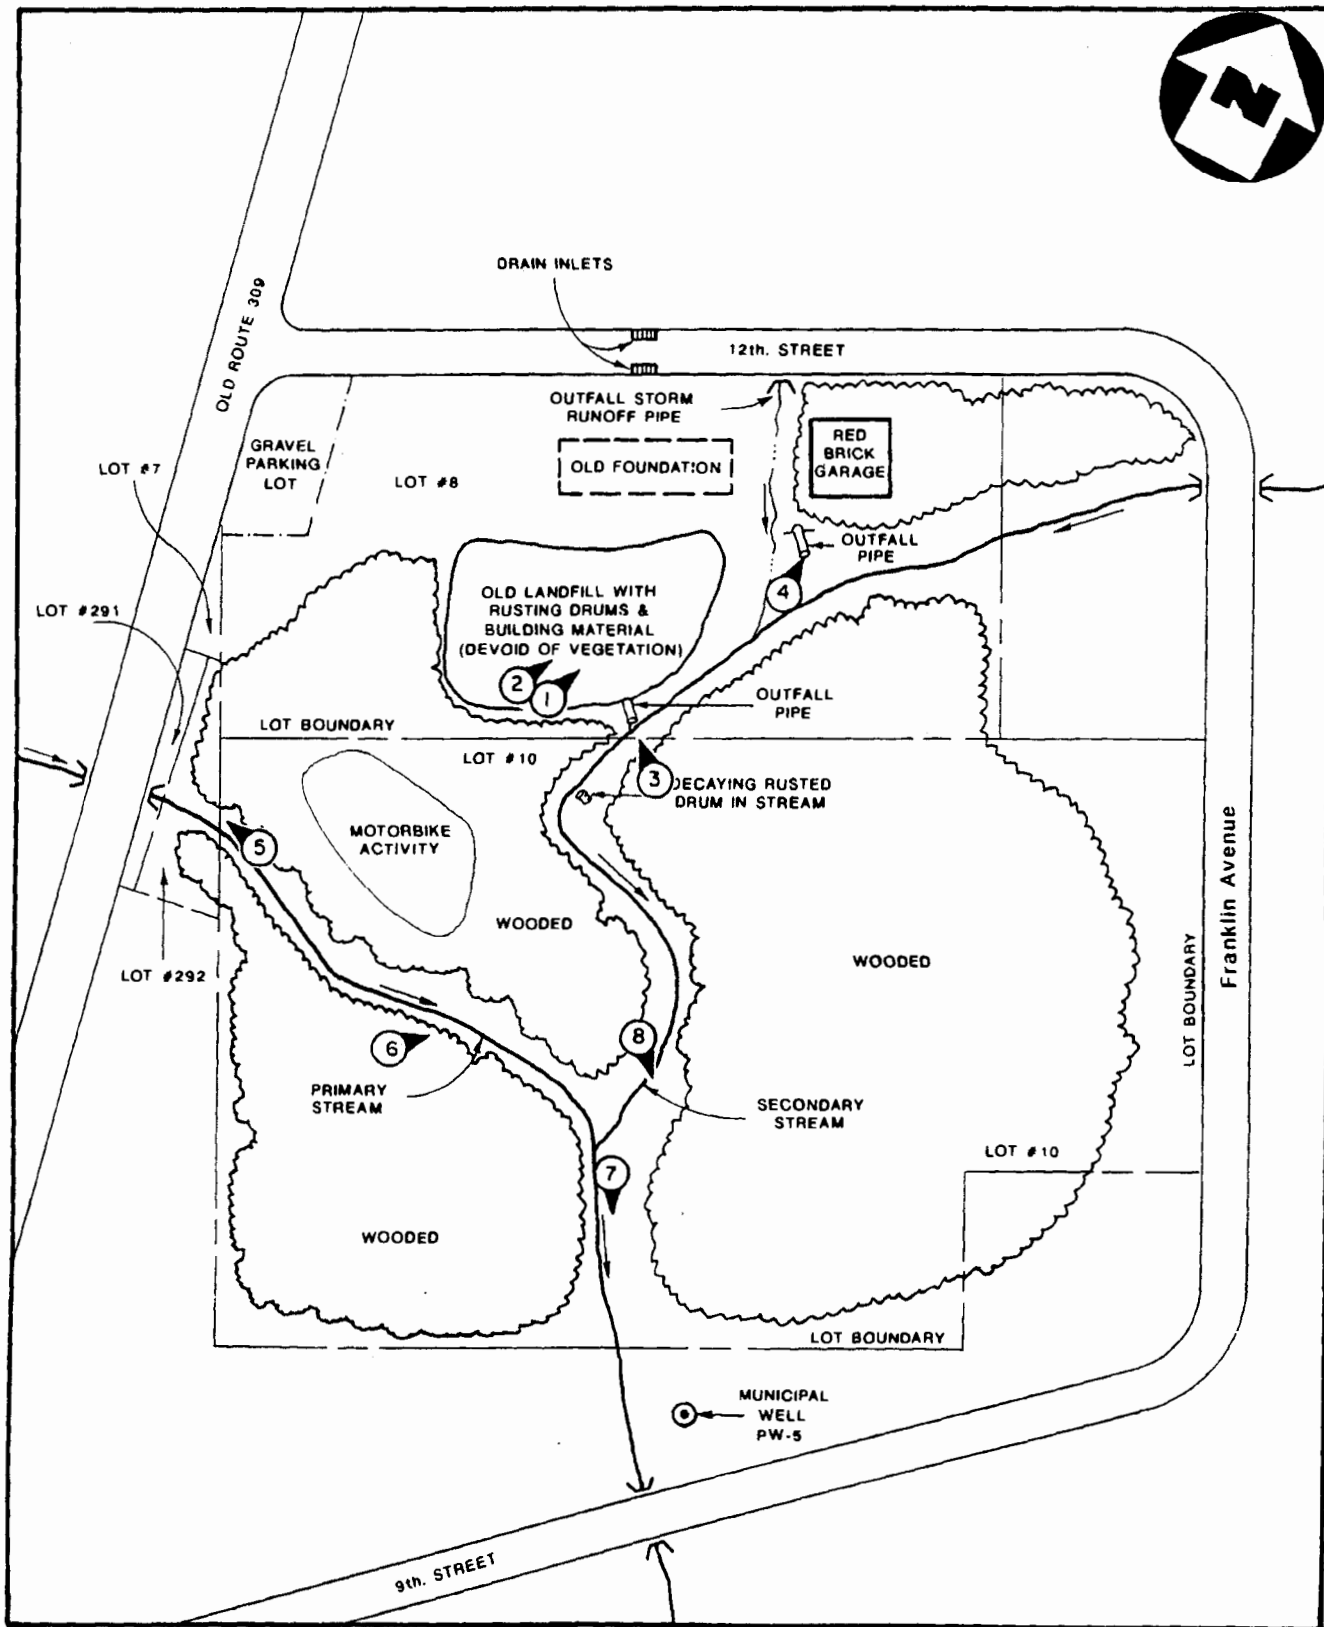 N
DRAIN INLETS
OLD ROUTE 309
12th. STREET
OUTFALL STORM
RUNOFF PIPE
RED
BRICK
GARAGE
GRAVEL
PARKING
LOT
OLD FOUNDATION
LOT #7
LOT #8
OUTFALL
PIPE
4
OLD LANDFILL WITH
RUSTING DRUMS &
BUILDING MATERIAL
(DEVOID OF VEGETATION)
LOT #291
2
1
OUTFALL
PIPE
LOT BOUNDARY
LOT #10
3
DECAYING RUSTED
DRUM IN STREAM
MOTORBIKE
ACTIVITY
5
WOODED
WOODED
Franklin Avenue
LOT BOUNDARY
LOT #292
8
6
PRIMARY
STREAM
SECONDARY
STREAM
LOT #10
7
WOODED
LOT BOUNDARY
MUNICIPAL
WELL
PW-5
9th. STREET